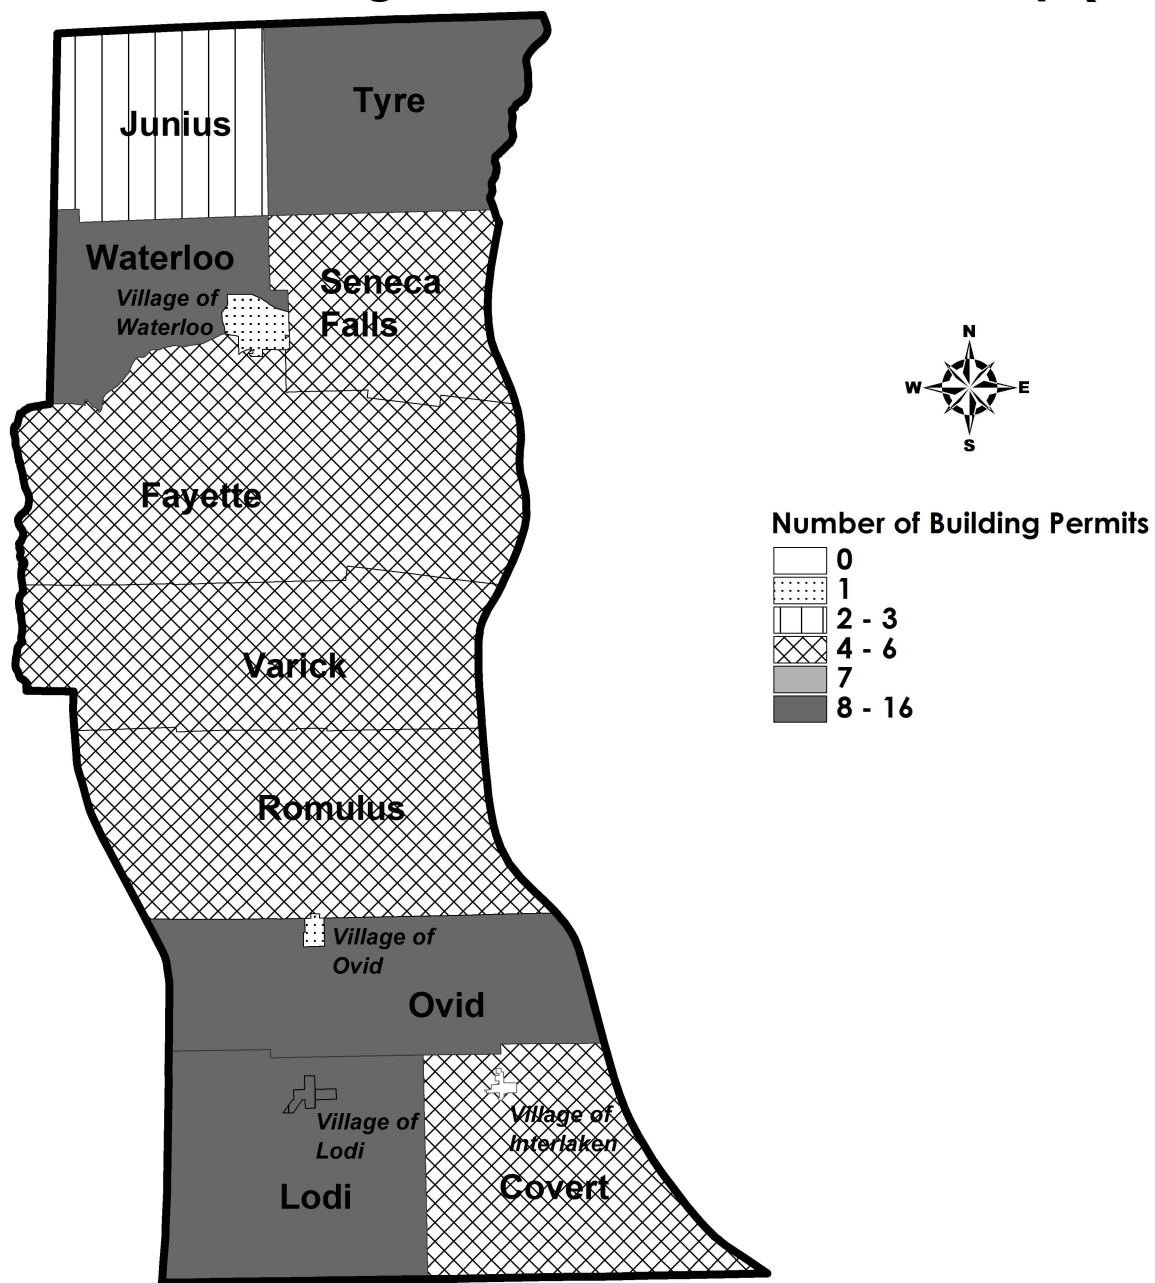 Tyre
Junius
Waterloo
Village of
Waterloo
Seneca
Falls
Fayette
Varick
Romulus
Village of
Ovid
Ovid
Village of
Lodi
Lodi
Village of
Interlaken
Covert
N
W E
S
Number of Building Permits
0
1
2 - 3
4 - 6
7
8 - 16